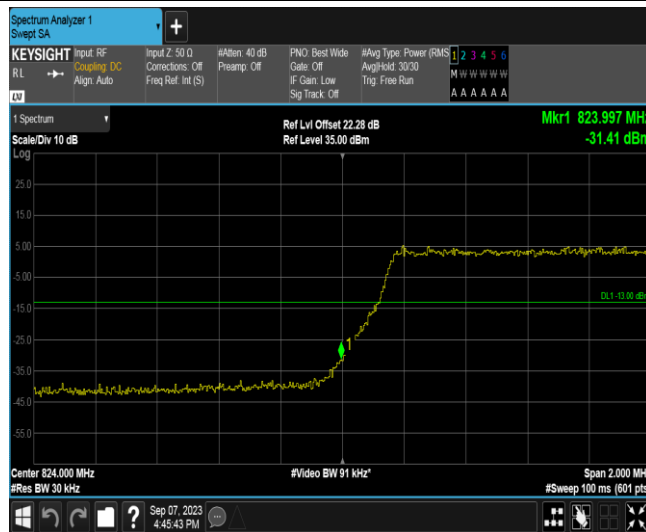 Spectrum Analyzer 1
Swept SA
KEYSIGHT
RL
LXI
Input: RF
Coupling: DC
Align: Auto
Input Z: 50 Ω
Corrections: Off
Freq Ref: Int (S)
#Atten: 40 dB
Preamp: Off
PNO: Best Wide
Gate: Off
IF Gain: Low
Sig Track: Off
#Avg Type: Power (RMS
Avg|Hold: 30/30
Trig: Free Run
1 2 3 4 5 6
M W W W W W
A A A A A A
1 Spectrum
Scale/Div 10 dB
Log
Ref Lvl Offset 22.28 dB
Ref Level 35.00 dBm
Mkr1 823.997 MHz
-31.41 dBm
25.0
15.0
5.00
-5.00
-15.0
-25.0
-35.0
-45.0
-55.0
DL1 -13.00 dBm
1
Center 824.000 MHz
#Res BW 30 kHz
#Video BW 91 kHz*
Span 2.000 MHz
#Sweep 100 ms (601 pts
?
Sep 07, 2023
4:45:43 PM